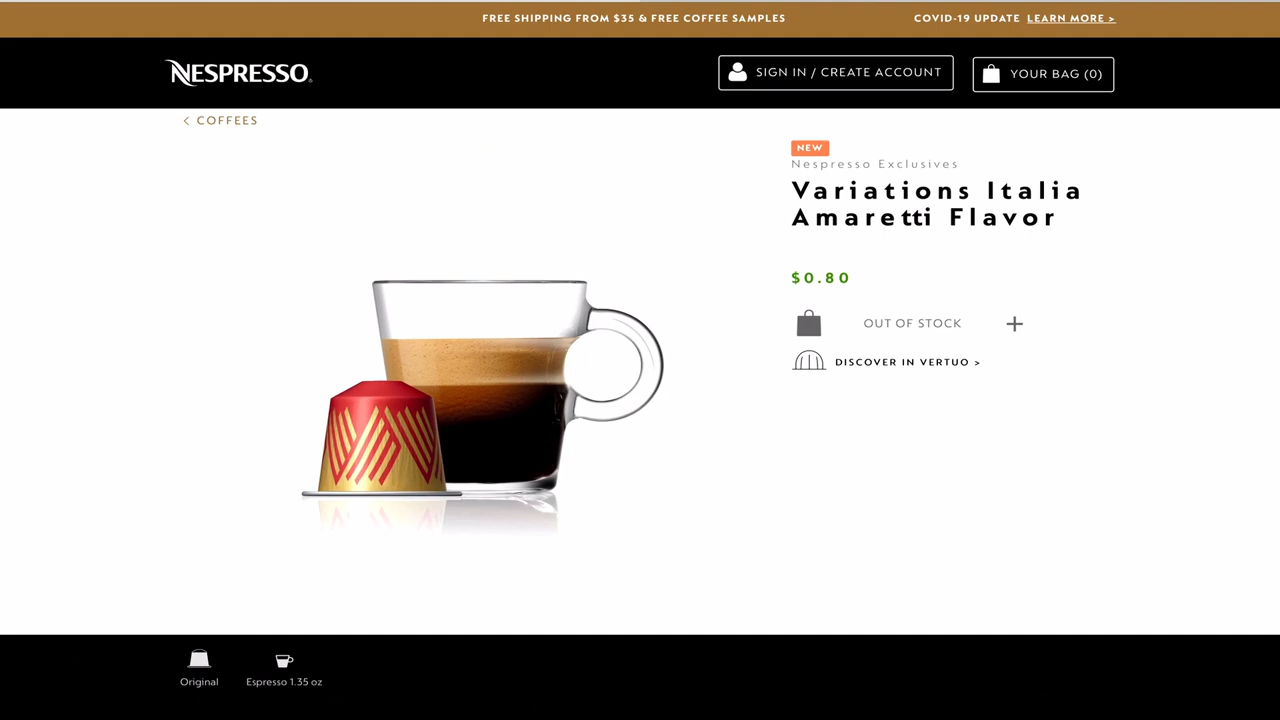 FREE SHIPPING FROM $35 & FREE COFFEE SAMPLES
COVID-19 UPDATE LEARN MORE >
NESPRESSO
SIGN IN / CREATE ACCOUNT
YOUR BAG (0)
< COFFEES
NEW
Nespresso Exclusives
Variations Italia
Amaretti Flavor
$0.80
OUT OF STOCK
DISCOVER IN VERTUO >
Original
Espresso 1.35 oz